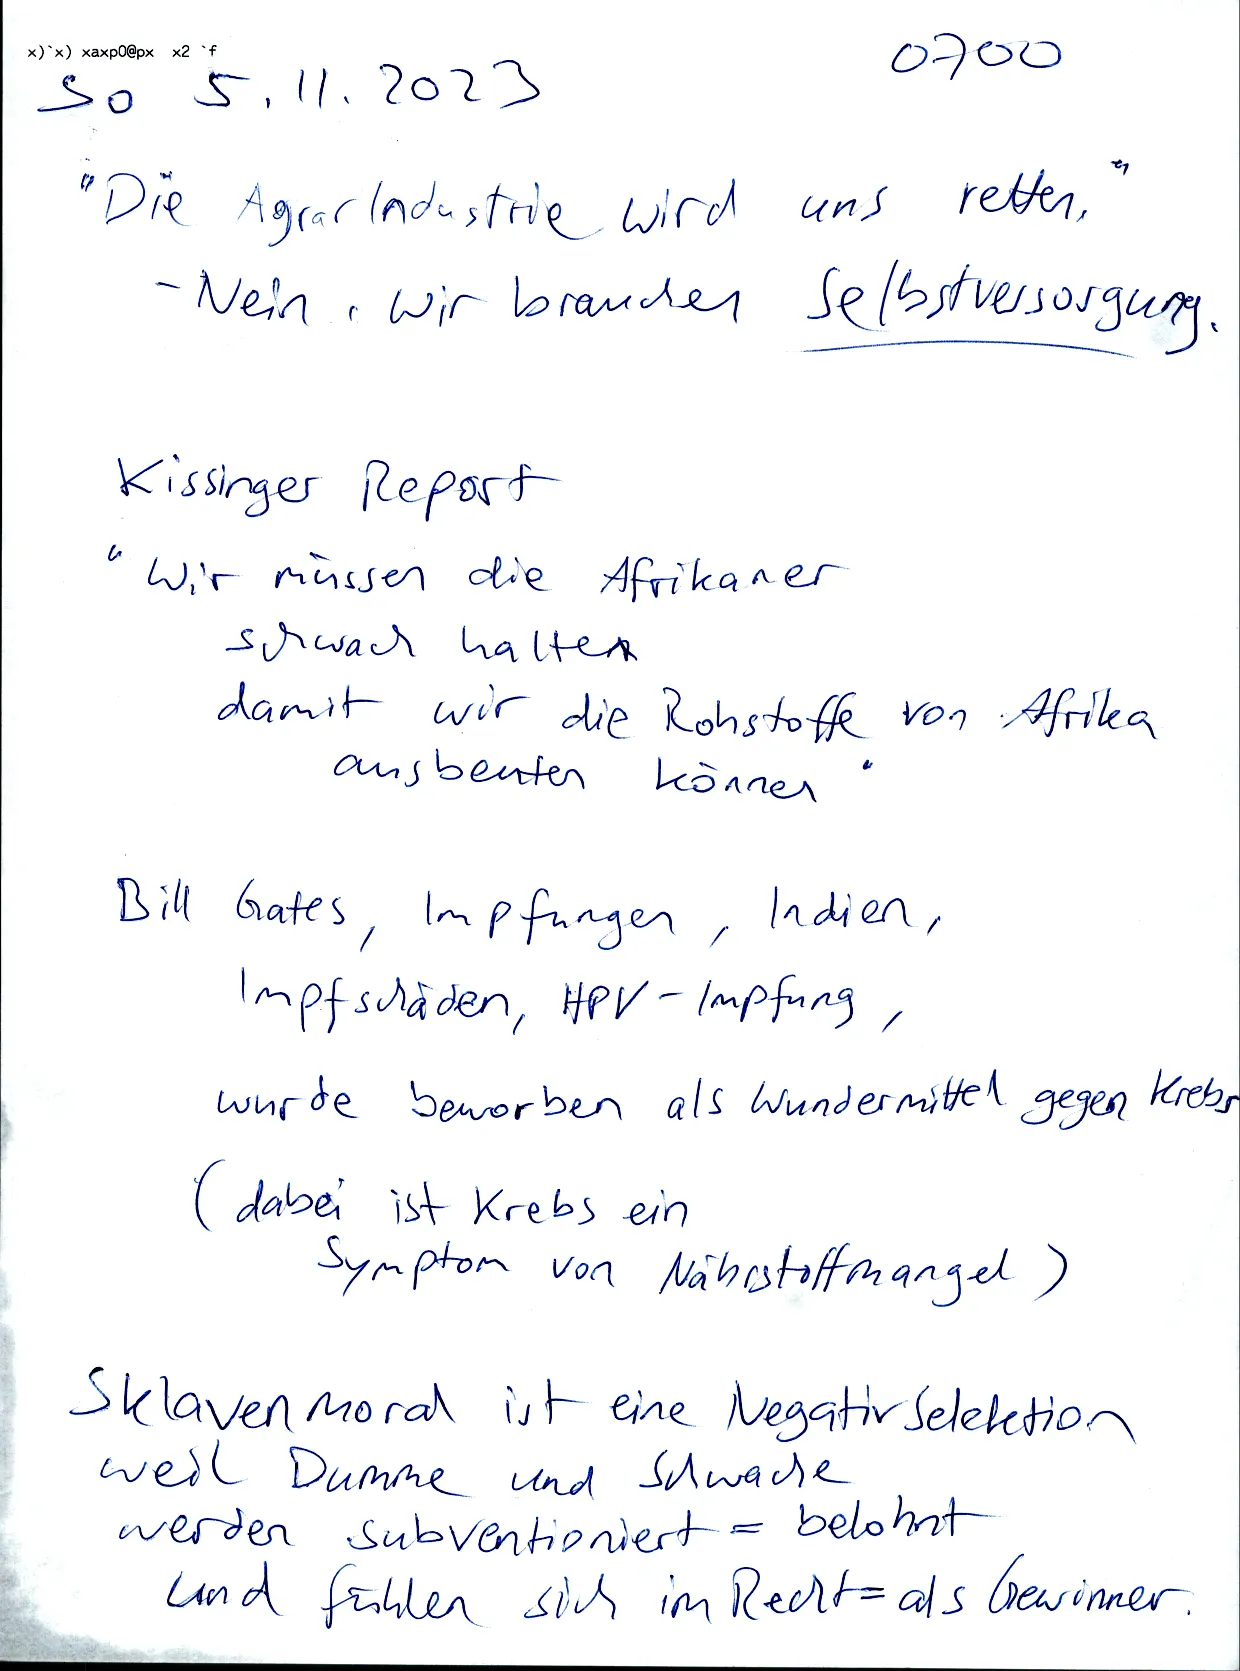 x)`x) xaxp0@px x2 `f
0700
So 5.11.2023
"Die AgrarIndustrie wird uns retten."
- Nein, wir brauchen Selbstversorgung.
Kissinger Report
"Wir müssen die Afrikaner
schwach halten
damit wir die Rohstoffe von Afrika
ausbeuten können"
Bill Gates, Impfungen, Indien,
Impfschäden, HPV-Impfung,
wurde beworben als Wundermittel gegen Krebs
(dabei ist Krebs ein
Symptom von Nährstoffmangel)
Sklavenmoral ist eine NegativSelektion
weil Dumme und Schwache
werden subventioniert = belohnt
und fühlen sich im Recht = als Gewinner.